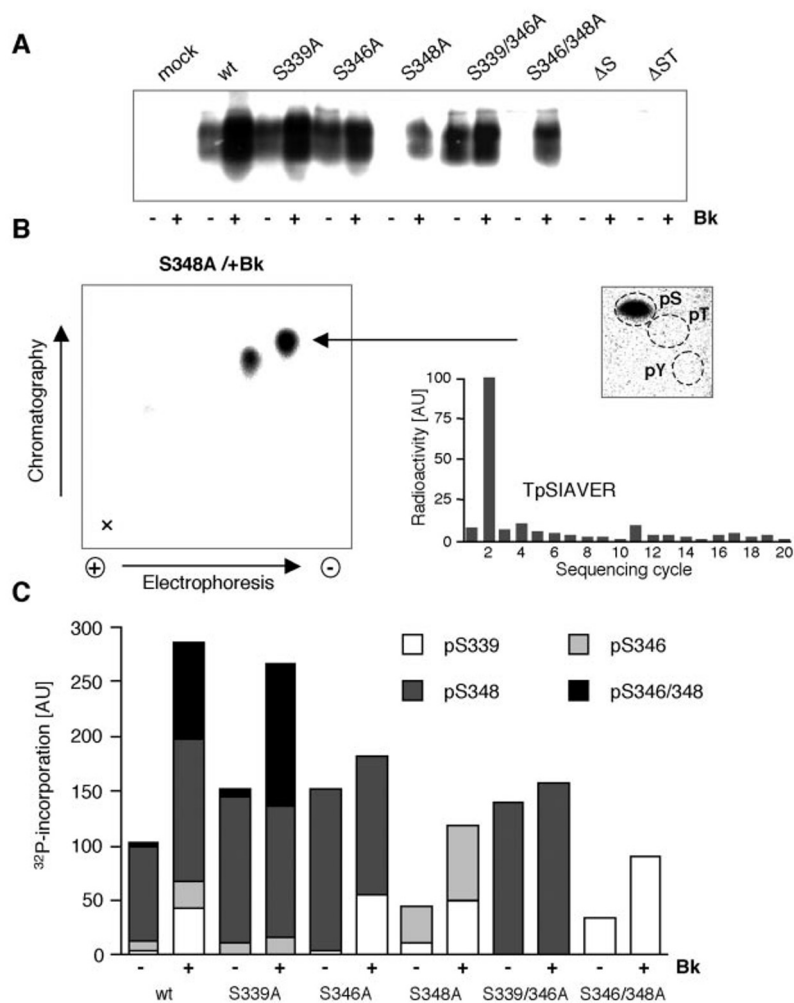 A
mock wt S339A S346A S348A S339/346A S346/348A ΔS ΔST
- + - + - + - + - + - + - + - + - + Bk
B
S348A /+Bk
Chromatography
×
+ Electrophoresis -
pS
pT
pY
Radioactivity [AU]
100
75
50
25
0
TpSIAVER
2 4 6 8 10 12 14 16 18 20
Sequencing cycle
C
32P-incorporation [AU]
300
250
200
150
100
50
0
pS339 pS346
pS348 pS346/348
- + - + - + - + - + - + Bk
wt S339A S346A S348A S339/346A S346/348A